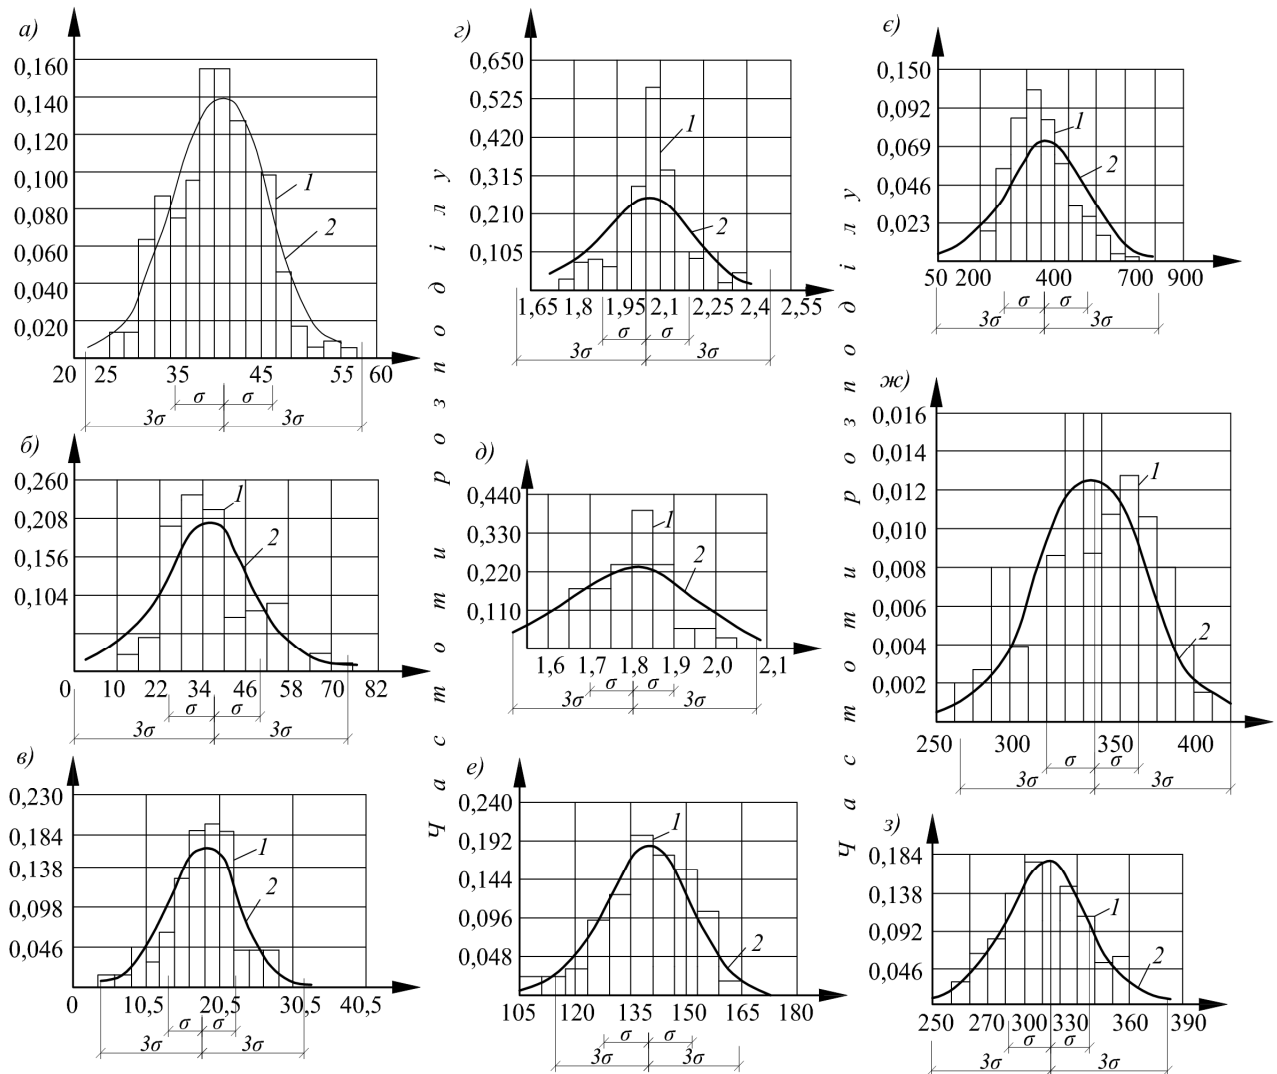 а)
0,160
0,140
0,120
0,100
0,080
0,060
0,040
0,020
1
2
20 25 35 45 55 60
σ σ
3σ 3σ
б)
0,260
0,208
0,156
0,104
1
2
0 10 22 34 46 58 70 82
σ σ
3σ 3σ
в)
0,230
0,184
0,138
0,098
0,046
1
2
0 10,5 20,5 30,5 40,5
σ σ
3σ 3σ
Частоти розподілу
г)
0,650
0,525
0,420
0,315
0,210
0,105
1
2
1,65 1,8 1,95 2,1 2,25 2,4 2,55
σ σ
3σ 3σ
д)
0,440
0,330
0,220
0,110
1
2
1,6 1,7 1,8 1,9 2,0 2,1
σ σ
3σ 3σ
е)
0,240
0,192
0,144
0,096
0,048
1
2
105 120 135 150 165 180
σ σ
3σ 3σ
Частоти розподілу
є)
0,150
0,092
0,069
0,046
0,023
1
2
50 200 400 700 900
σ σ
3σ 3σ
ж)
0,016
0,014
0,012
0,010
0,008
0,006
0,004
0,002
1
2
250 300 350 400
σ σ
3σ 3σ
з)
0,184
0,138
0,092
0,046
1
2
250 270 300 330 360 390
σ σ
3σ 3σ